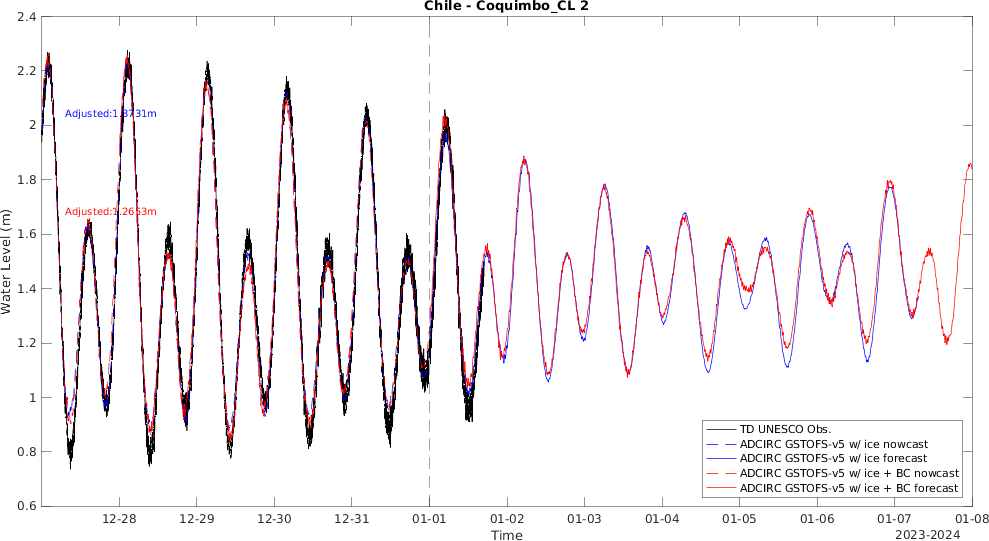 Chile - Coquimbo_CL 2
2.4
2.2
2
1.8
1.6
1.4
1.2
1
0.8
0.6
Water Level (m)
Adjusted:1.3731m
Adjusted:1.2653m
TD UNESCO Obs.
ADCIRC GSTOFS-v5 w/ ice nowcast
ADCIRC GSTOFS-v5 w/ ice forecast
ADCIRC GSTOFS-v5 w/ ice + BC nowcast
ADCIRC GSTOFS-v5 w/ ice + BC forecast
12-28 12-29 12-30 12-31 01-01 01-02 01-03 01-04 01-05 01-06 01-07 01-08
Time
2023-2024